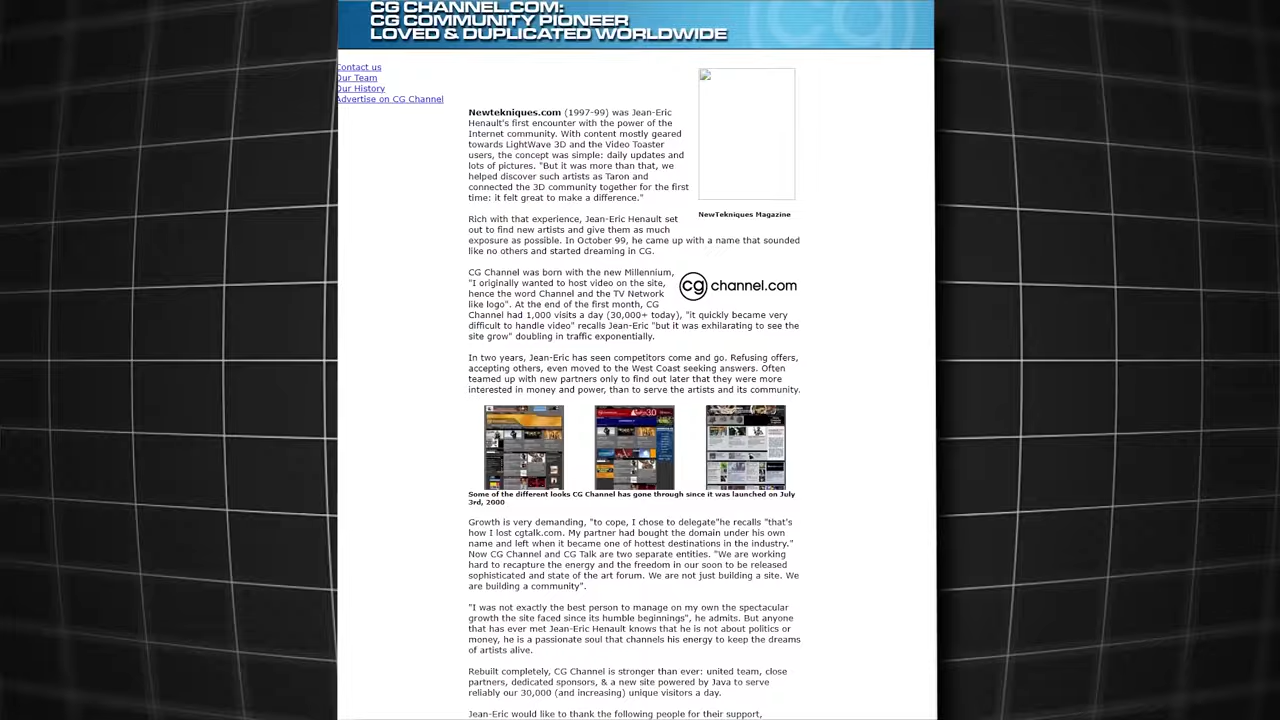 CG CHANNEL.COM:
CG COMMUNITY PIONEER
LOVED & DUPLICATED WORLDWIDE
Contact us
Our Team
Our History
Advertise on CG Channel
Newtekniques.com (1997-99) was Jean-Eric
Henault's first encounter with the power of the
Internet community. With content mostly geared
towards LightWave 3D and the Video Toaster
users, the concept was simple: daily updates and
lots of pictures. "But it was more than that, we
helped discover such artists as Taron and
connected the 3D community together for the first
time: it felt great to make a difference."
NewTekniques Magazine
Rich with that experience, Jean-Eric Henault set
out to find new artists and give them as much
exposure as possible. In October 99, he came up with a name that sounded
like no others and started dreaming in CG.
CG Channel was born with the new Millennium,
"I originally wanted to host video on the site,
hence the word Channel and the TV Network
like logo". At the end of the first month, CG
Channel had 1,000 visits a day (30,000+ today), "it quickly became very
difficult to handle video" recalls Jean-Eric "but it was exhilarating to see the
site grow" doubling in traffic exponentially.
cg channel.com
In two years, Jean-Eric has seen competitors come and go. Refusing offers,
accepting others, even moved to the West Coast seeking answers. Often
teamed up with new partners only to find out later that they were more
interested in money and power, than to serve the artists and its community.
Some of the different looks CG Channel has gone through since it was launched on July
3rd, 2000
Growth is very demanding, "to cope, I chose to delegate"he recalls "that's
how I lost cgtalk.com. My partner had bought the domain under his own
name and left when it became one of hottest destinations in the industry."
Now CG Channel and CG Talk are two separate entities. "We are working
hard to recapture the energy and the freedom in our soon to be released
sophisticated and state of the art forum. We are not just building a site. We
are building a community".
"I was not exactly the best person to manage on my own the spectacular
growth the site faced since its humble beginnings", he admits. But anyone
that has ever met Jean-Eric Henault knows that he is not about politics or
money, he is a passionate soul that channels his energy to keep the dreams
of artists alive.
Rebuilt completely, CG Channel is stronger than ever: united team, close
partners, dedicated sponsors, & a new site powered by Java to serve
reliably our 30,000 (and increasing) unique visitors a day.
Jean-Eric would like to thank the following people for their support,